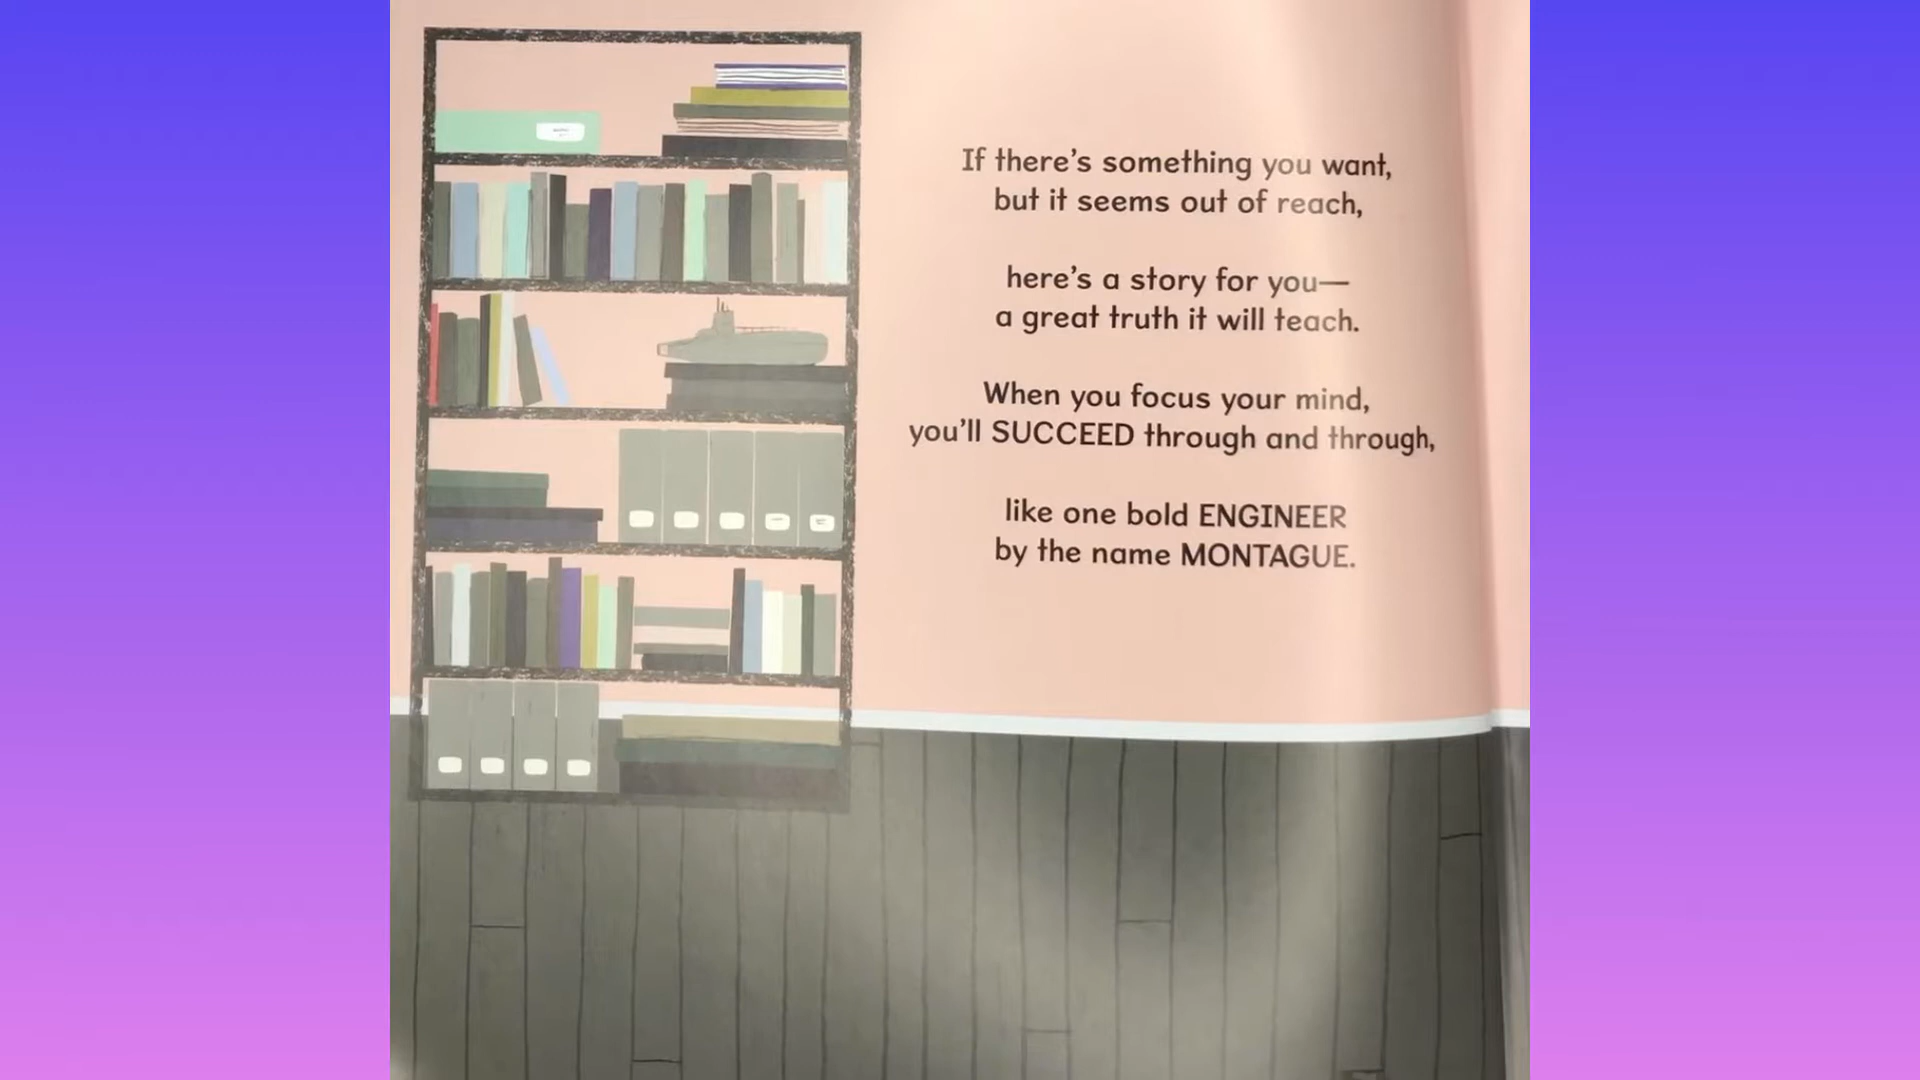 If there's something you want,
but it seems out of reach,
here's a story for you—
a great truth it will teach.
When you focus your mind,
you'll SUCCEED through and through,
like one bold ENGINEER
by the name MONTAGUE.